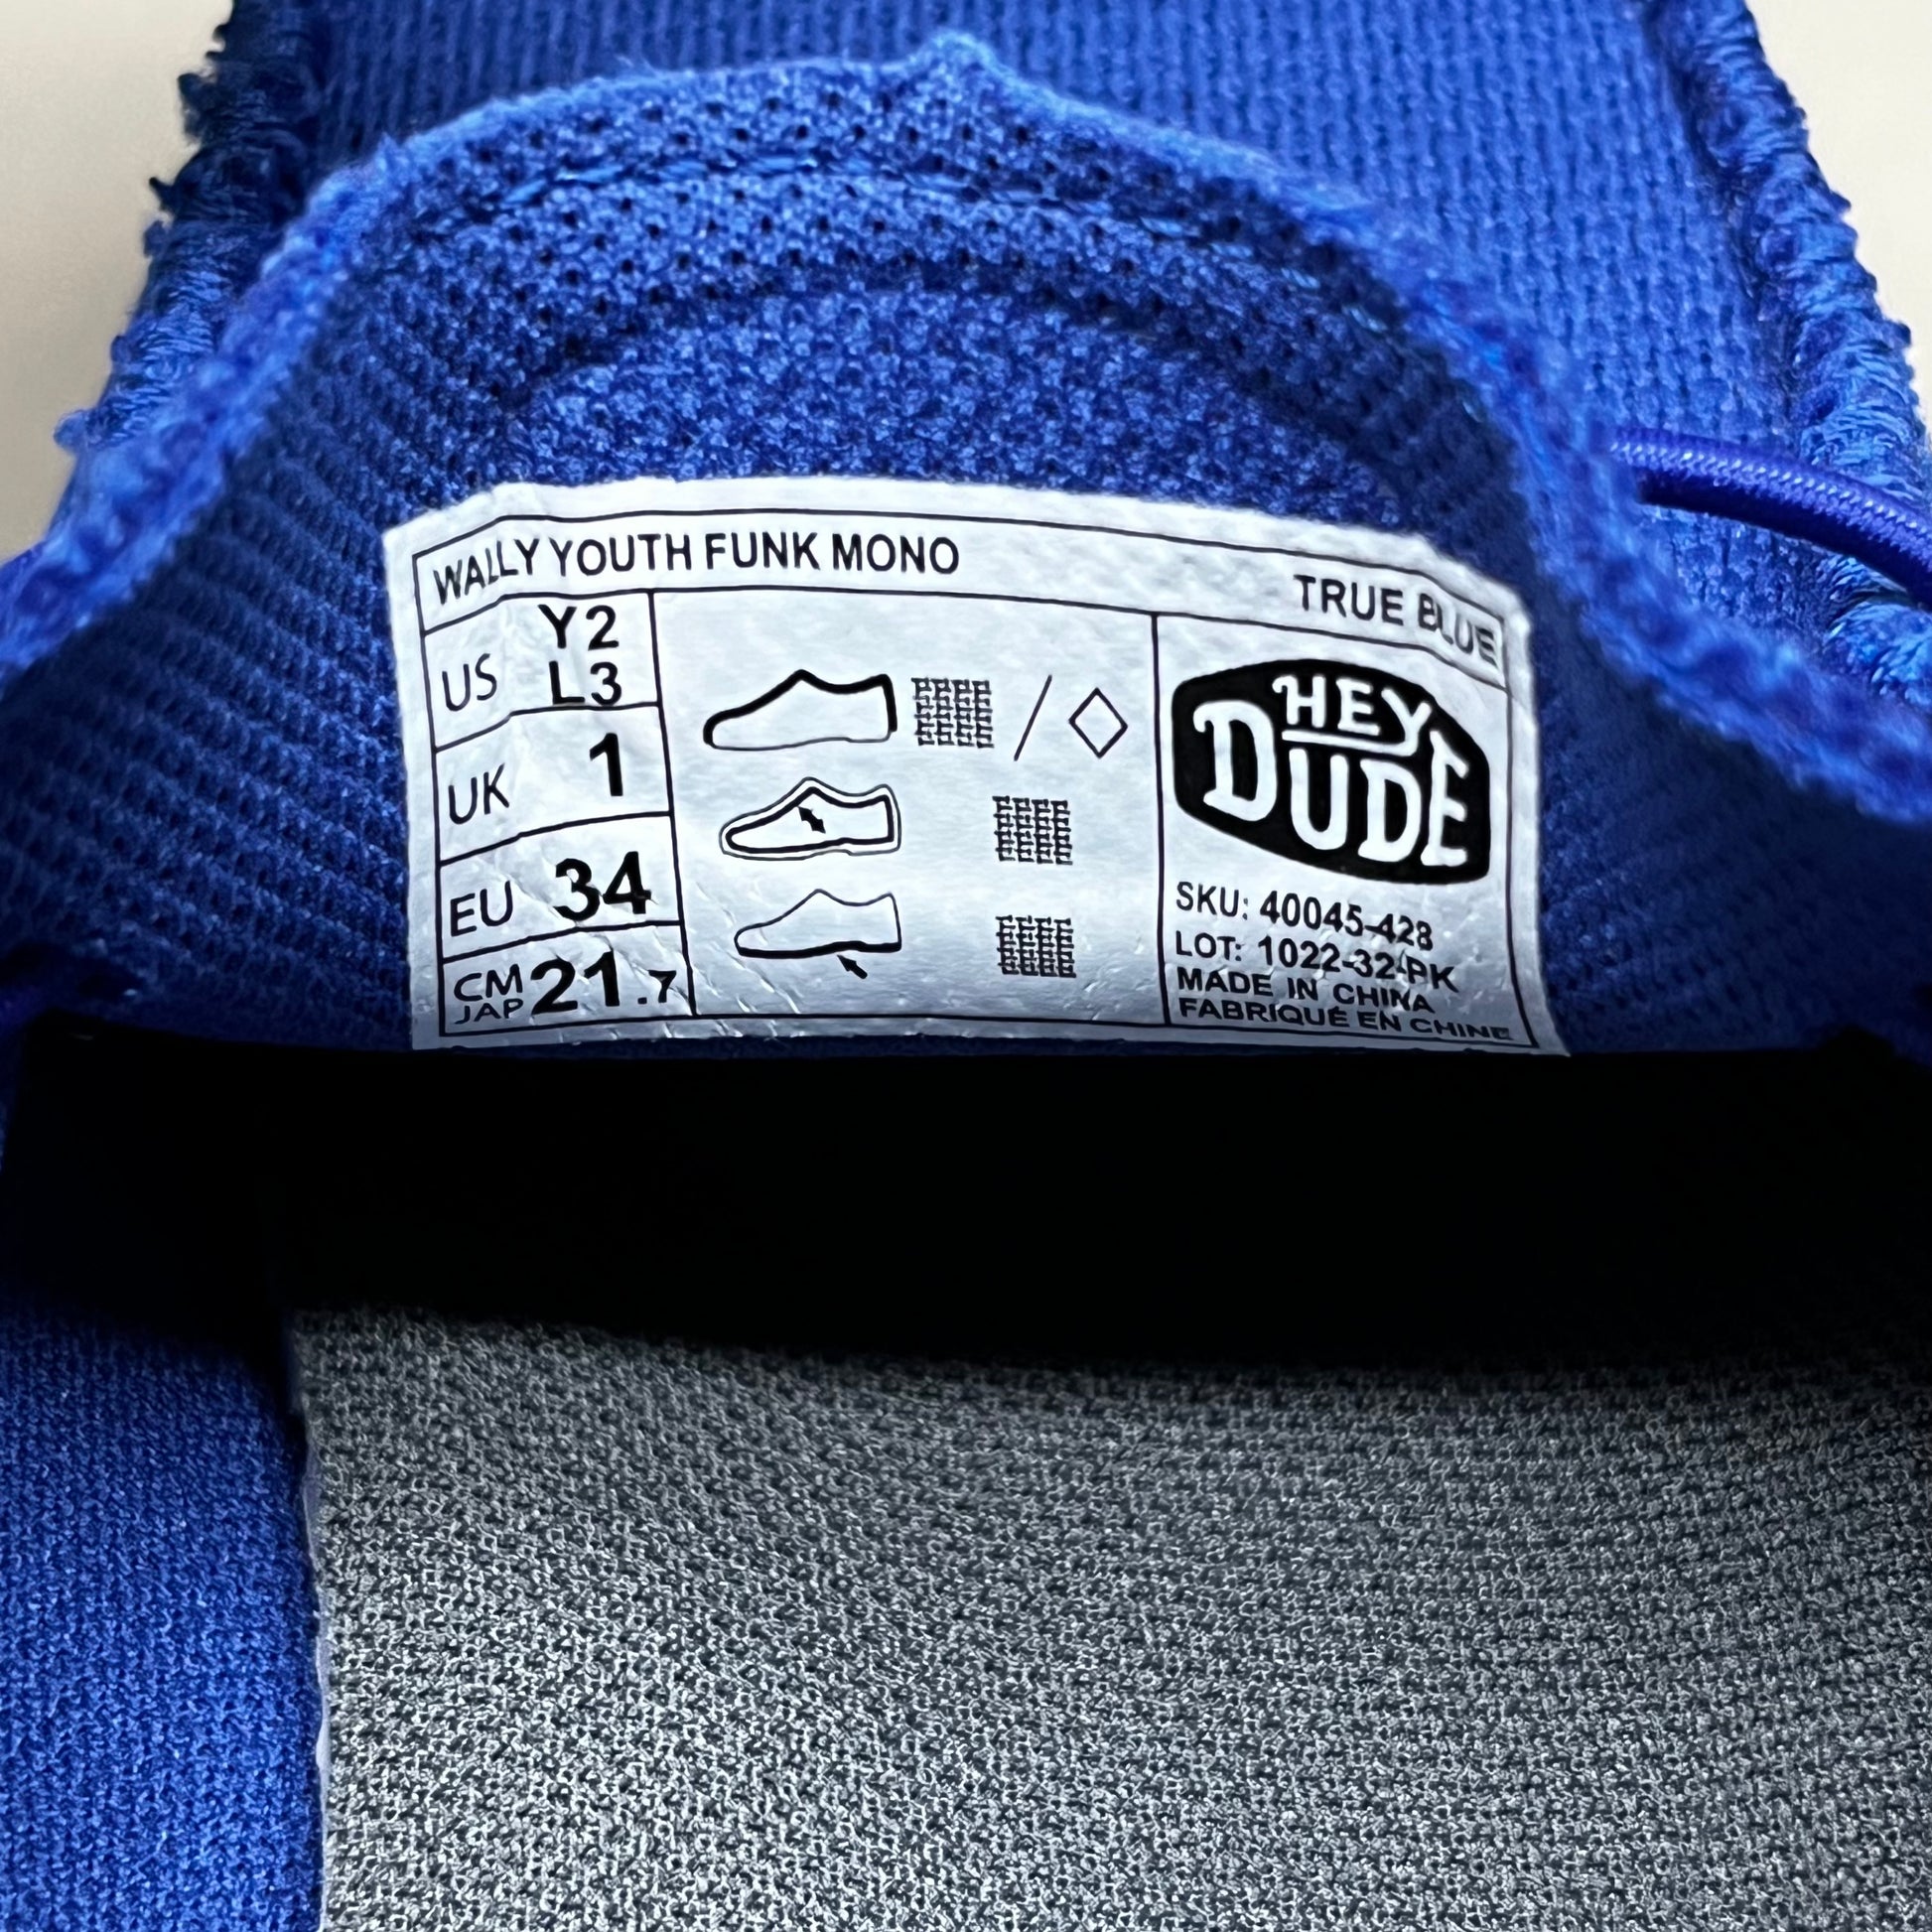 WALLY YOUTH FUNK MONO
TRUE BLUE
US Y2
L3
UK 1
EU 34
CM
JAP 21.7
HEY
DUDE
SKU: 40045-428
LOT: 1022-32-PK
MADE IN CHINA
FABRIQUÉ EN CHINE